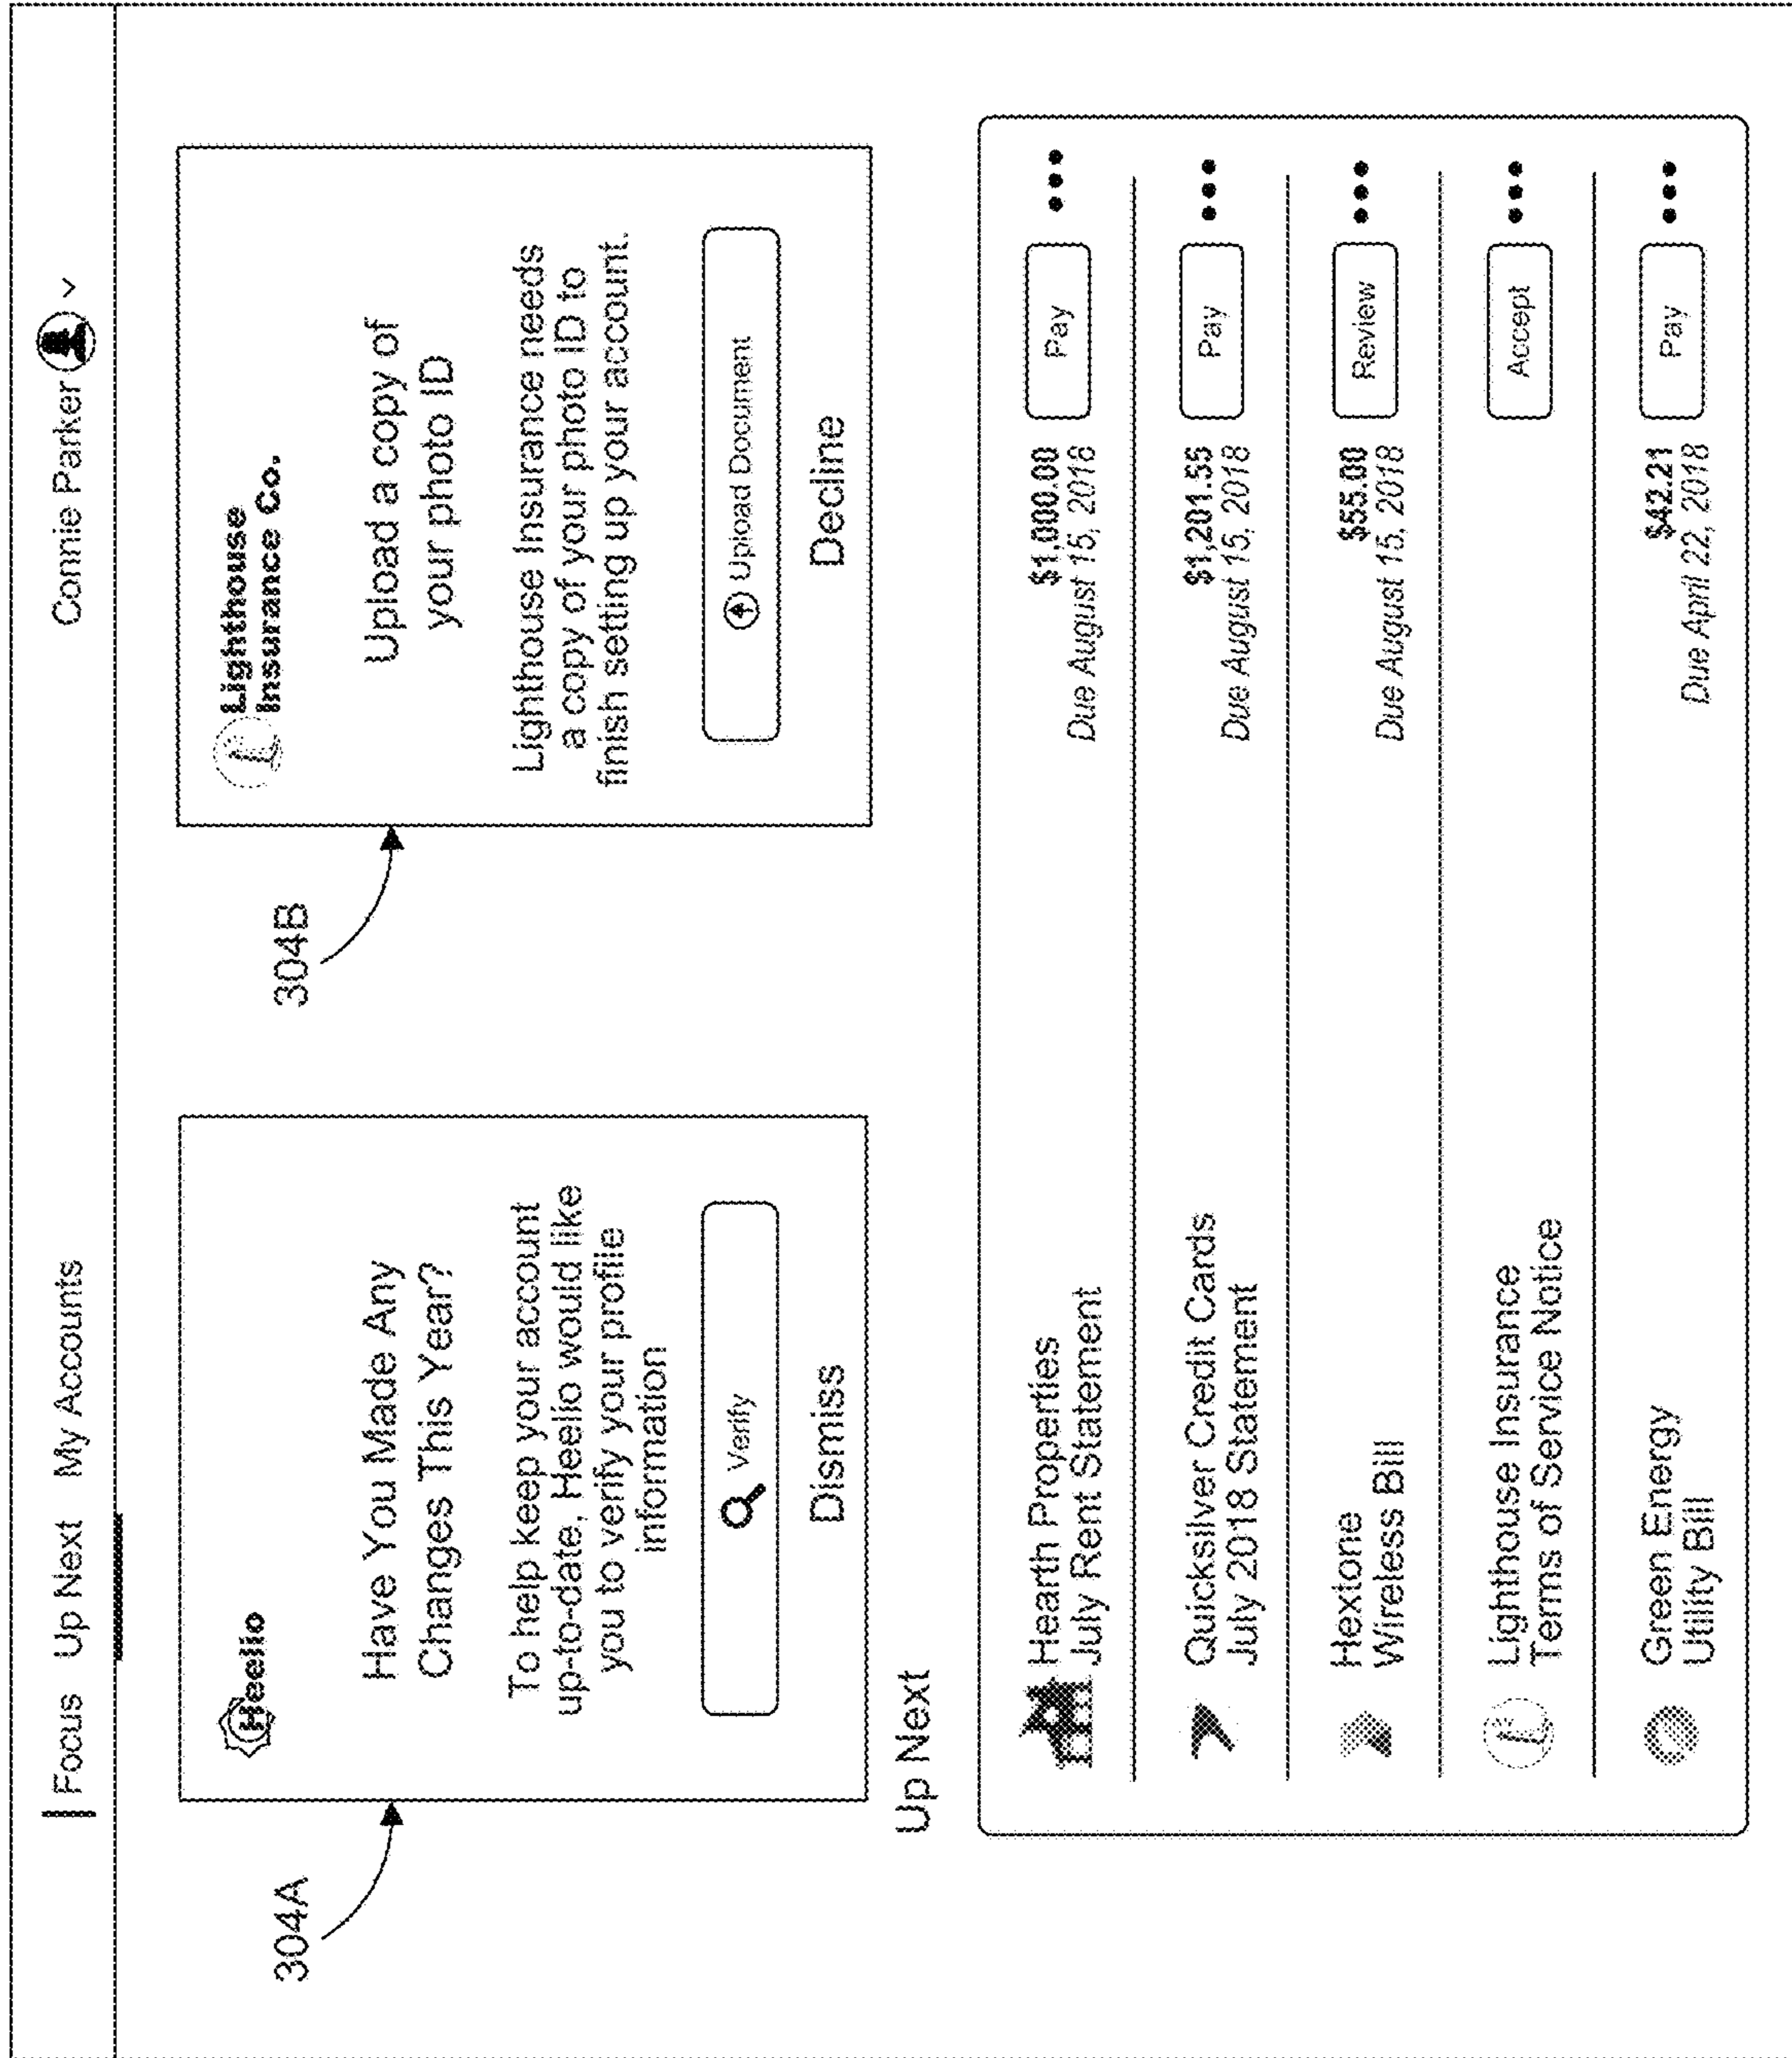 Focus Up Next My Accounts
Connie Parker
304A
Heelio
Have You Made Any
Changes This Year?
To help keep your account
up-to-date, Heelio would like
you to verify your profile
information
Verify
Dismiss
304B
Lighthouse
Insurance Co.
Upload a copy of
your photo ID
Lighthouse Insurance needs
a copy of your photo ID to
finish setting up your account.
Upload Document
Decline
Up Next
Hearth Properties
July Rent Statement
$1,000.00
Due August 15, 2018
Pay
Quicksilver Credit Cards
July 2018 Statement
$1,201.55
Due August 15, 2018
Pay
Hextone
Wireless Bill
$55.00
Due August 15, 2018
Review
L
Lighthouse Insurance
Terms of Service Notice
Accept
Green Energy
Utility Bill
$42.21
Due April 22, 2018
Pay